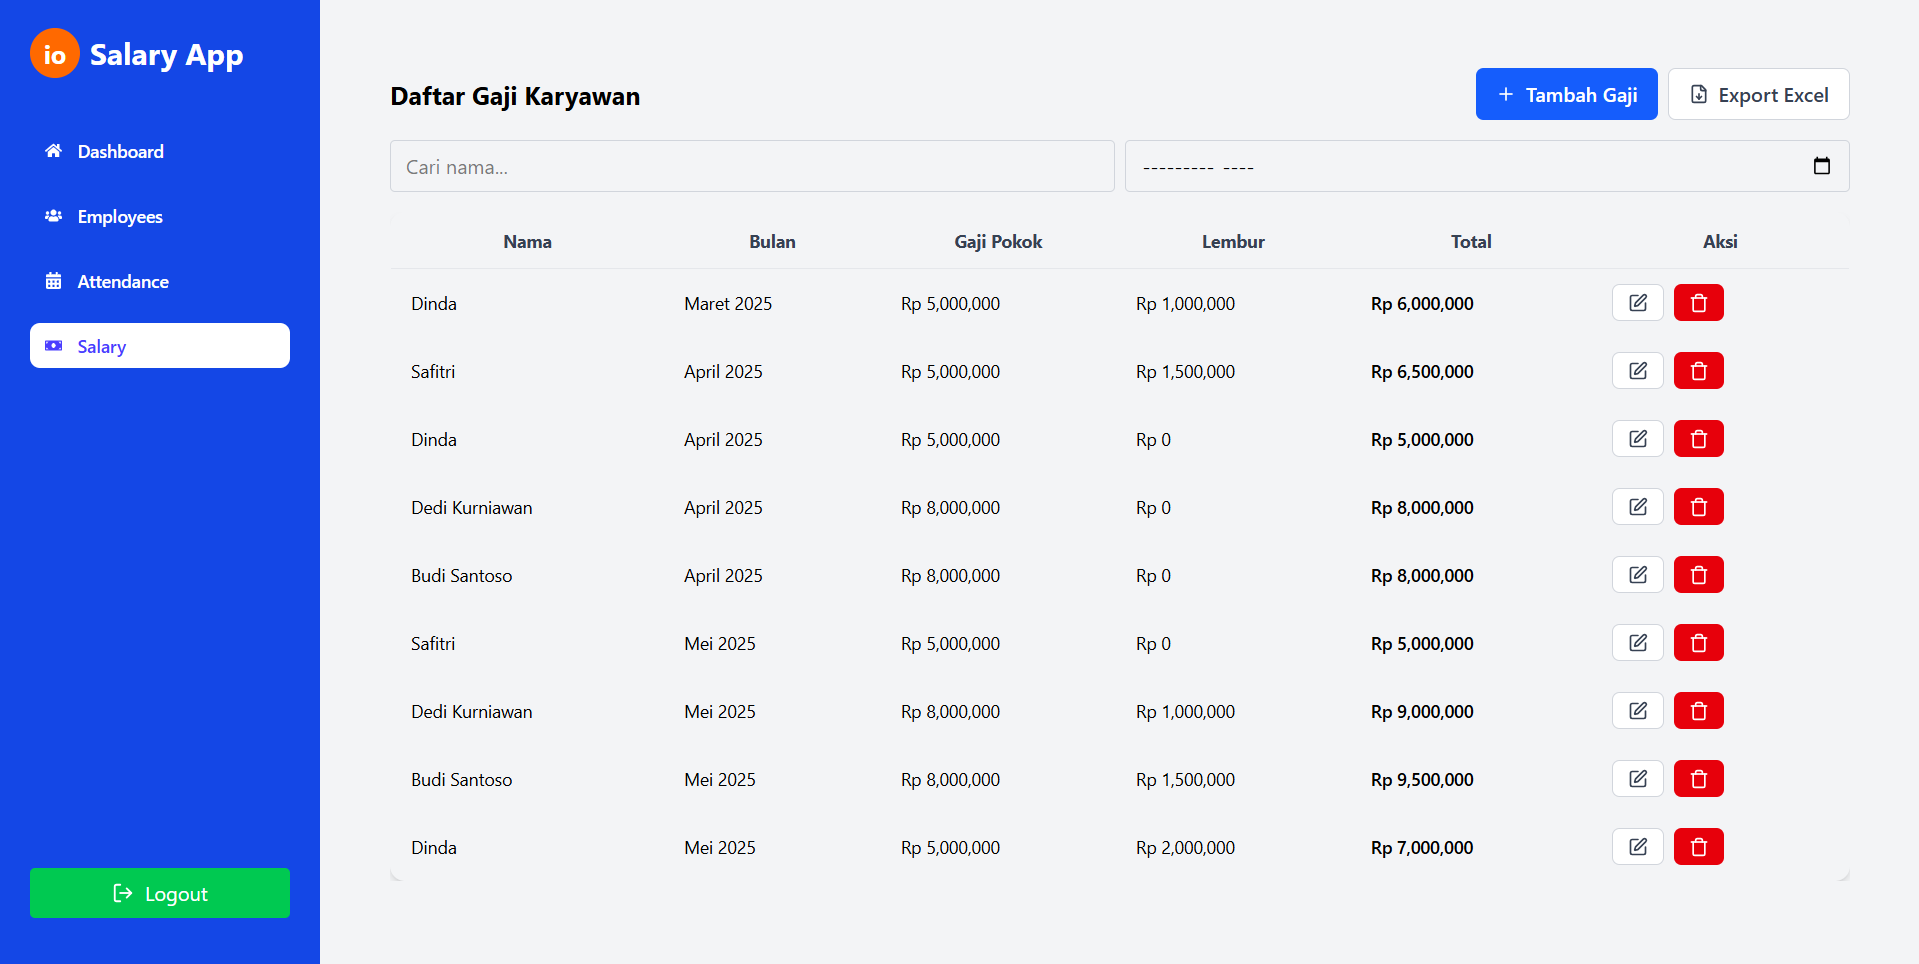 io Salary App
Dashboard
Employees
Attendance
Salary
Logout
Daftar Gaji Karyawan
+ Tambah Gaji
Export Excel
Cari nama...
--------- ----
Nama Bulan Gaji Pokok Lembur Total Aksi
Dinda Maret 2025 Rp 5,000,000 Rp 1,000,000 Rp 6,000,000
Safitri April 2025 Rp 5,000,000 Rp 1,500,000 Rp 6,500,000
Dinda April 2025 Rp 5,000,000 Rp 0 Rp 5,000,000
Dedi Kurniawan April 2025 Rp 8,000,000 Rp 0 Rp 8,000,000
Budi Santoso April 2025 Rp 8,000,000 Rp 0 Rp 8,000,000
Safitri Mei 2025 Rp 5,000,000 Rp 0 Rp 5,000,000
Dedi Kurniawan Mei 2025 Rp 8,000,000 Rp 1,000,000 Rp 9,000,000
Budi Santoso Mei 2025 Rp 8,000,000 Rp 1,500,000 Rp 9,500,000
Dinda Mei 2025 Rp 5,000,000 Rp 2,000,000 Rp 7,000,000